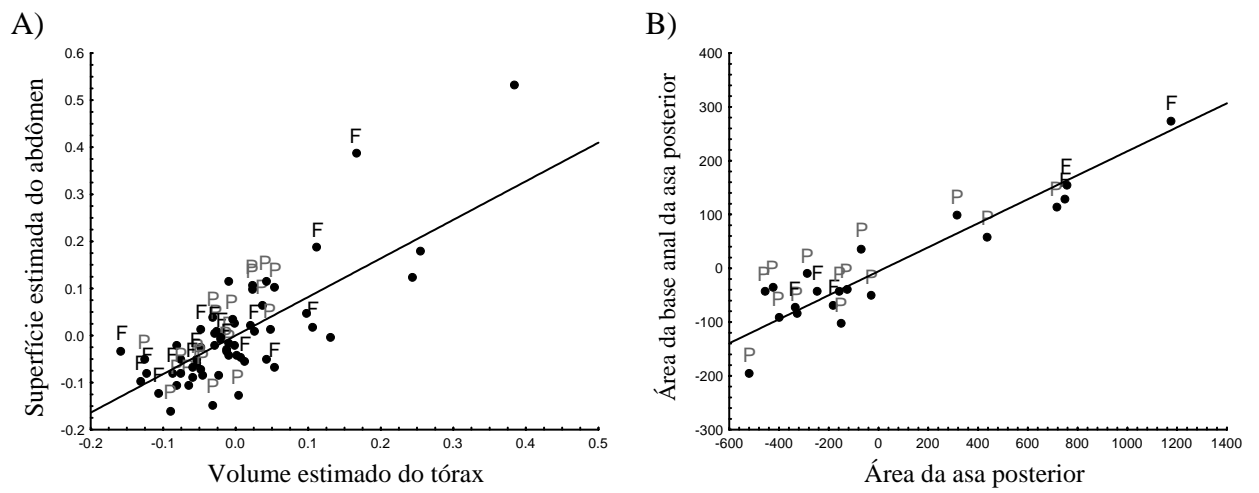 A)
B)
Superfície estimada do abdômen
0.6
0.5
0.4
0.3
0.2
0.1
0.0
-0.1
-0.2
-0.2 -0.1 0.0 0.1 0.2 0.3 0.4 0.5
Volume estimado do tórax
F
F
F
F
F
P
P
P
P
P
Área da base anal da asa posterior
400
300
200
100
0
-100
-200
-300
-600 -400 -200 0 200 400 600 800 1000 1200 1400
Área da asa posterior
F
F
F
P
P
P
P
P
P
P
P
F
F
F
P
P
P
P
P
P